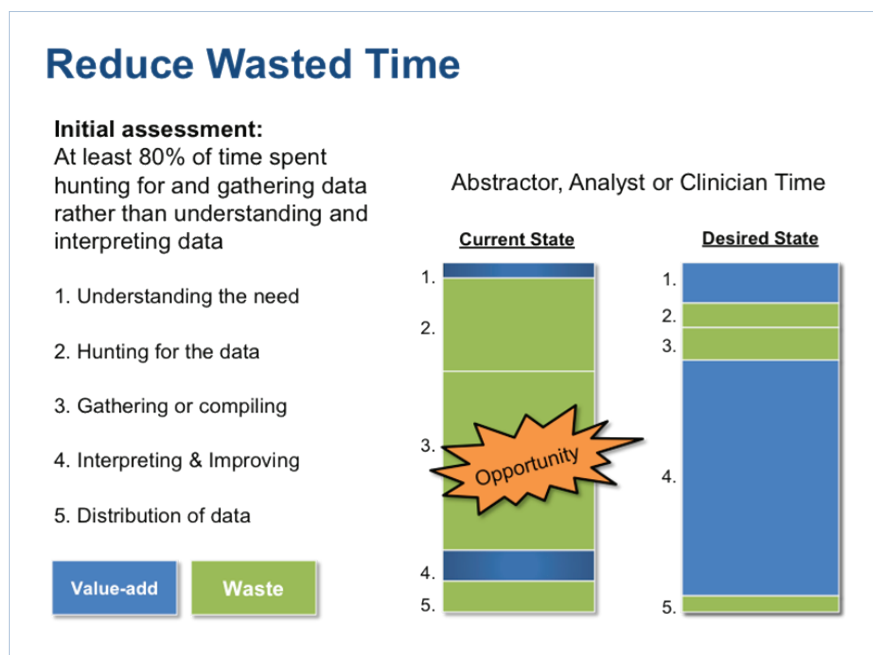 Reduce Wasted Time
Initial assessment:
At least 80% of time spent
hunting for and gathering data
rather than understanding and
interpreting data
1. Understanding the need
2. Hunting for the data
3. Gathering or compiling
4. Interpreting & Improving
5. Distribution of data
Value-add
Waste
Abstractor, Analyst or Clinician Time
Current State
1.
2.
3.
Opportunity
4.
5.
Desired State
1.
2.
3.
4.
5.